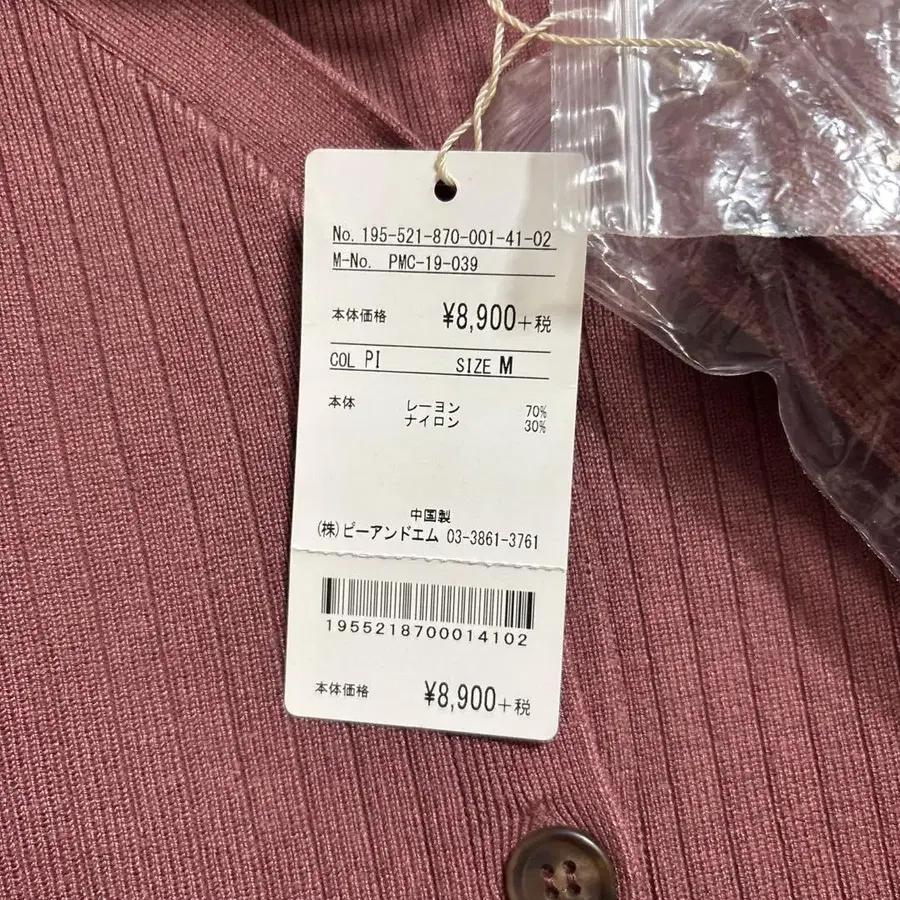 No. 195-521-870-001-41-02
M-No. PMC-19-039
本体価格 ¥8,900+税
COL PI SIZE M
本体 レーヨン 70%
ナイロン 30%
中国製
(株)ピーアンドエム 03-3861-3761
1955218700014102
本体価格 ¥8,900+税